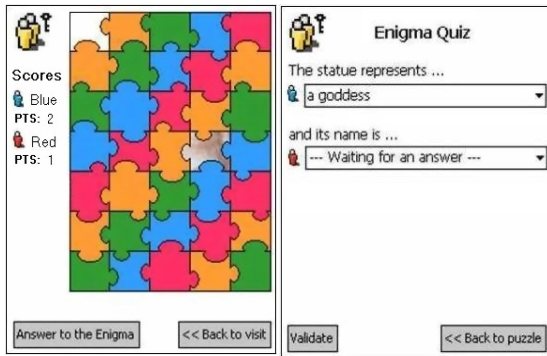 Scores
Blue
PTS: 2
Red
PTS: 1
Answer to the Enigma
<< Back to visit
Enigma Quiz
The statue represents ...
a goddess
and its name is ...
--- Waiting for an answer ---
Validate
<< Back to puzzle